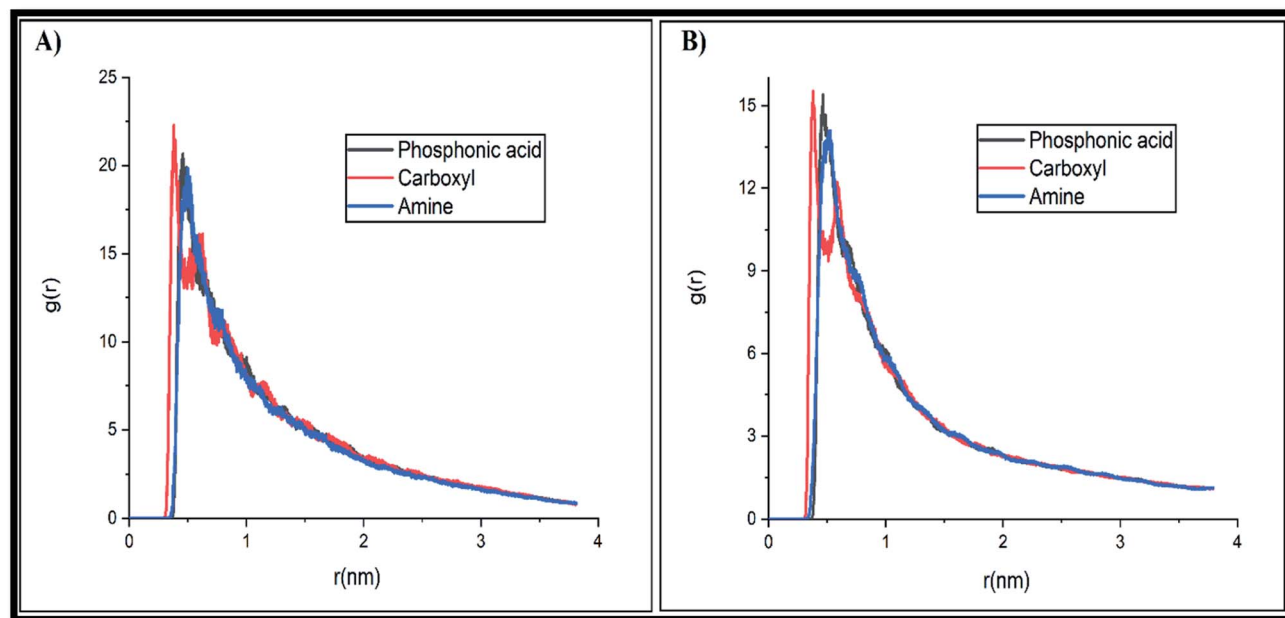 A)
25
20
15
10
5
0
g(r)
Phosphonic acid
Carboxyl
Amine
0 1 2 3 4
r(nm)
B)
15
12
9
6
3
0
g(r)
Phosphonic acid
Carboxyl
Amine
0 1 2 3 4
r(nm)